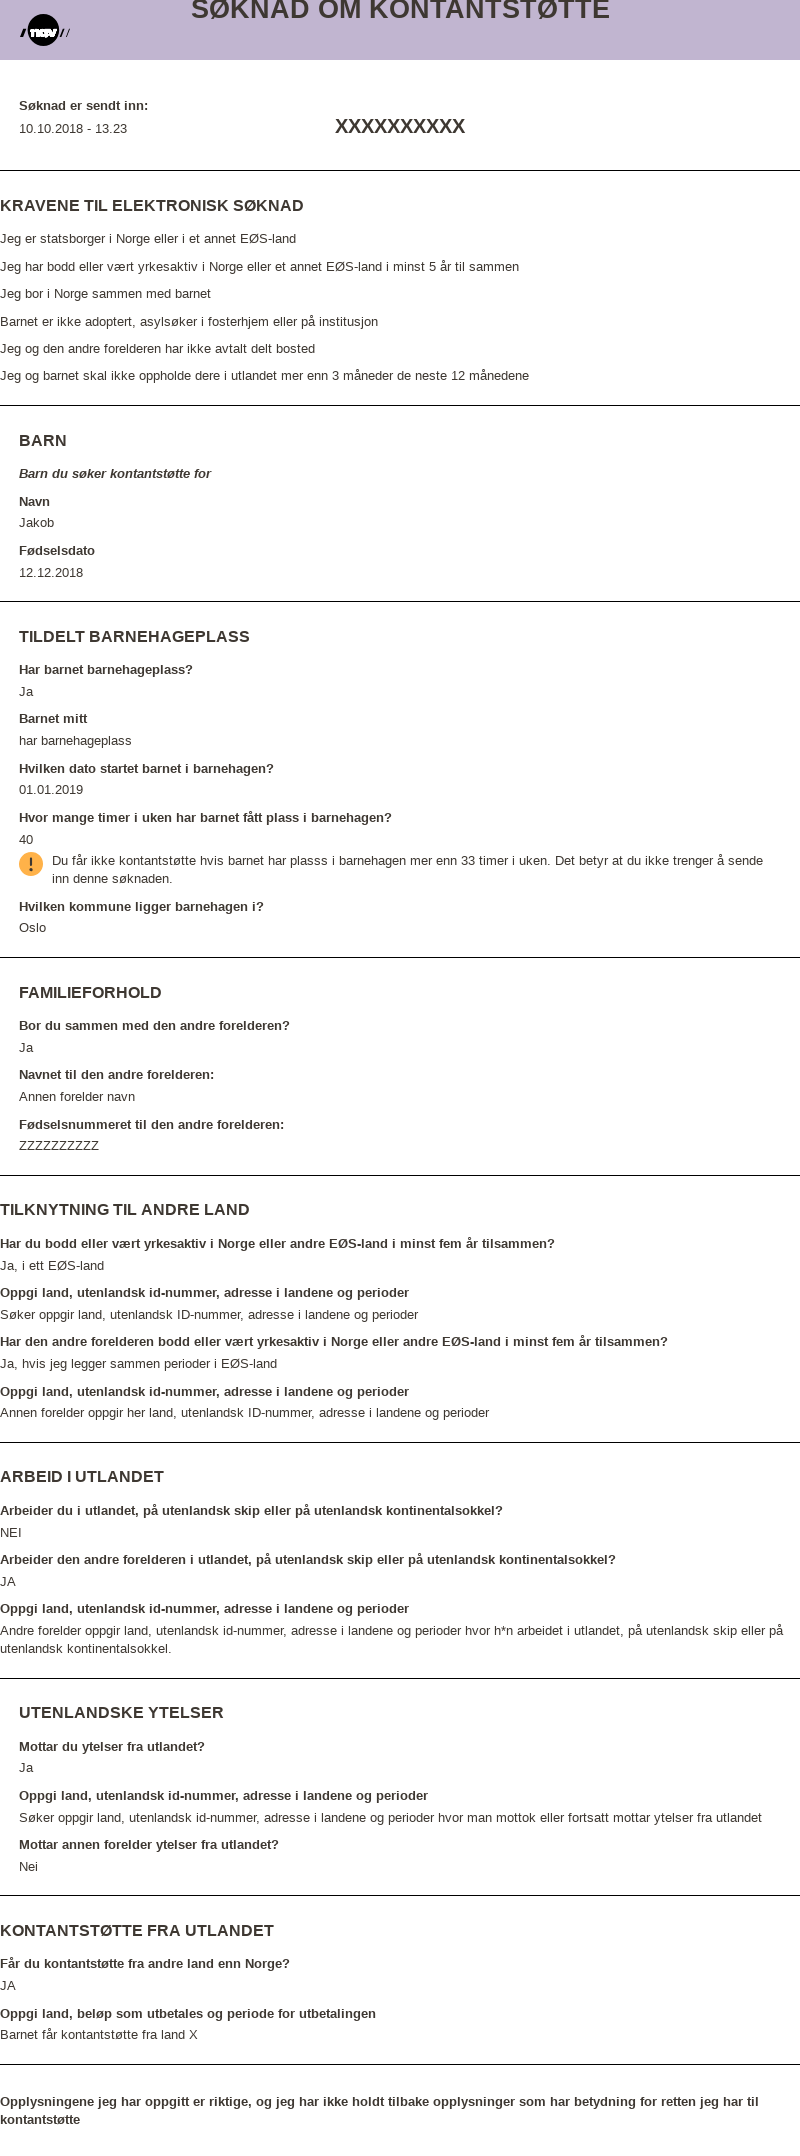 SØKNAD OM KONTANTSTØTTE
nav
Søknad er sendt inn:
10.10.2018 - 13.23
XXXXXXXXXX
KRAVENE TIL ELEKTRONISK SØKNAD
Jeg er statsborger i Norge eller i et annet EØS-land
Jeg har bodd eller vært yrkesaktiv i Norge eller et annet EØS-land i minst 5 år til sammen
Jeg bor i Norge sammen med barnet
Barnet er ikke adoptert, asylsøker i fosterhjem eller på institusjon
Jeg og den andre forelderen har ikke avtalt delt bosted
Jeg og barnet skal ikke oppholde dere i utlandet mer enn 3 måneder de neste 12 månedene
BARN
Barn du søker kontantstøtte for
Navn
Jakob
Fødselsdato
12.12.2018
TILDELT BARNEHAGEPLASS
Har barnet barnehageplass?
Ja
Barnet mitt
har barnehageplass
Hvilken dato startet barnet i barnehagen?
01.01.2019
Hvor mange timer i uken har barnet fått plass i barnehagen?
40
Du får ikke kontantstøtte hvis barnet har plasss i barnehagen mer enn 33 timer i uken. Det betyr at du ikke trenger å sende
inn denne søknaden.
Hvilken kommune ligger barnehagen i?
Oslo
FAMILIEFORHOLD
Bor du sammen med den andre forelderen?
Ja
Navnet til den andre forelderen:
Annen forelder navn
Fødselsnummeret til den andre forelderen:
ZZZZZZZZZZ
TILKNYTNING TIL ANDRE LAND
Har du bodd eller vært yrkesaktiv i Norge eller andre EØS-land i minst fem år tilsammen?
Ja, i ett EØS-land
Oppgi land, utenlandsk id-nummer, adresse i landene og perioder
Søker oppgir land, utenlandsk ID-nummer, adresse i landene og perioder
Har den andre forelderen bodd eller vært yrkesaktiv i Norge eller andre EØS-land i minst fem år tilsammen?
Ja, hvis jeg legger sammen perioder i EØS-land
Oppgi land, utenlandsk id-nummer, adresse i landene og perioder
Annen forelder oppgir her land, utenlandsk ID-nummer, adresse i landene og perioder
ARBEID I UTLANDET
Arbeider du i utlandet, på utenlandsk skip eller på utenlandsk kontinentalsokkel?
NEI
Arbeider den andre forelderen i utlandet, på utenlandsk skip eller på utenlandsk kontinentalsokkel?
JA
Oppgi land, utenlandsk id-nummer, adresse i landene og perioder
Andre forelder oppgir land, utenlandsk id-nummer, adresse i landene og perioder hvor h*n arbeidet i utlandet, på utenlandsk skip eller på
utenlandsk kontinentalsokkel.
UTENLANDSKE YTELSER
Mottar du ytelser fra utlandet?
Ja
Oppgi land, utenlandsk id-nummer, adresse i landene og perioder
Søker oppgir land, utenlandsk id-nummer, adresse i landene og perioder hvor man mottok eller fortsatt mottar ytelser fra utlandet
Mottar annen forelder ytelser fra utlandet?
Nei
KONTANTSTØTTE FRA UTLANDET
Får du kontantstøtte fra andre land enn Norge?
JA
Oppgi land, beløp som utbetales og periode for utbetalingen
Barnet får kontantstøtte fra land X
Opplysningene jeg har oppgitt er riktige, og jeg har ikke holdt tilbake opplysninger som har betydning for retten jeg har til
kontantstøtte